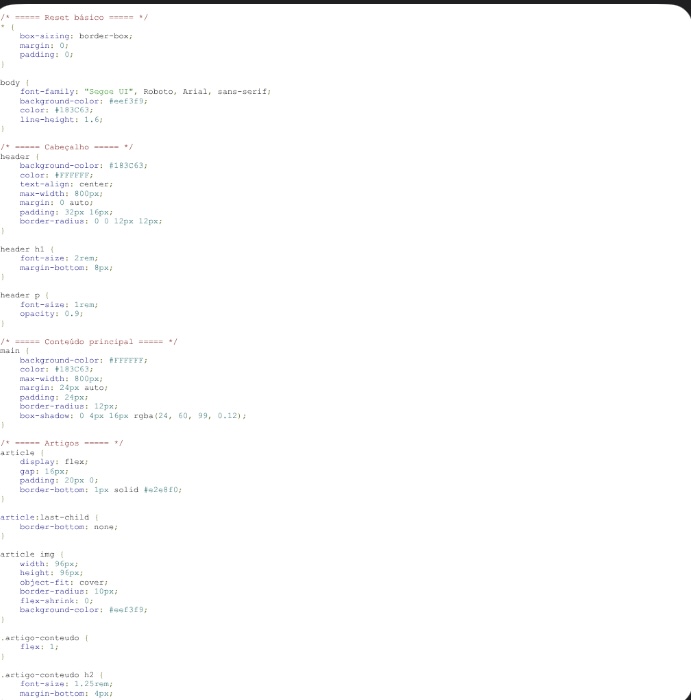 /* ===== Reset básico ===== */
* {
box-sizing: border-box;
margin: 0;
padding: 0;
}
body {
font-family: "Segoe UI", Roboto, Arial, sans-serif;
background-color: #eef3f9;
color: #183C63;
line-height: 1.6;
}
/* ===== Cabeçalho ===== */
header {
background-color: #183C63;
color: #FFFFFF;
text-align: center;
max-width: 800px;
margin: 0 auto;
padding: 32px 16px;
border-radius: 0 0 12px 12px;
}
header h1 {
font-size: 2rem;
margin-bottom: 8px;
}
header p {
font-size: 1rem;
opacity: 0.9;
}
/* ===== Conteúdo principal ===== */
main {
background-color: #FFFFFF;
color: #183C63;
max-width: 800px;
margin: 24px auto;
padding: 24px;
border-radius: 12px;
box-shadow: 0 4px 16px rgba(24, 60, 99, 0.12);
}
/* ===== Artigos ===== */
article {
display: flex;
gap: 16px;
padding: 20px 0;
border-bottom: 1px solid #e2e8f0;
}
article:last-child {
border-bottom: none;
}
article img {
width: 96px;
height: 96px;
object-fit: cover;
border-radius: 10px;
flex-shrink: 0;
background-color: #eef3f9;
}
.artigo-conteudo {
flex: 1;
}
.artigo-conteudo h2 {
font-size: 1.25rem;
margin-bottom: 4px;